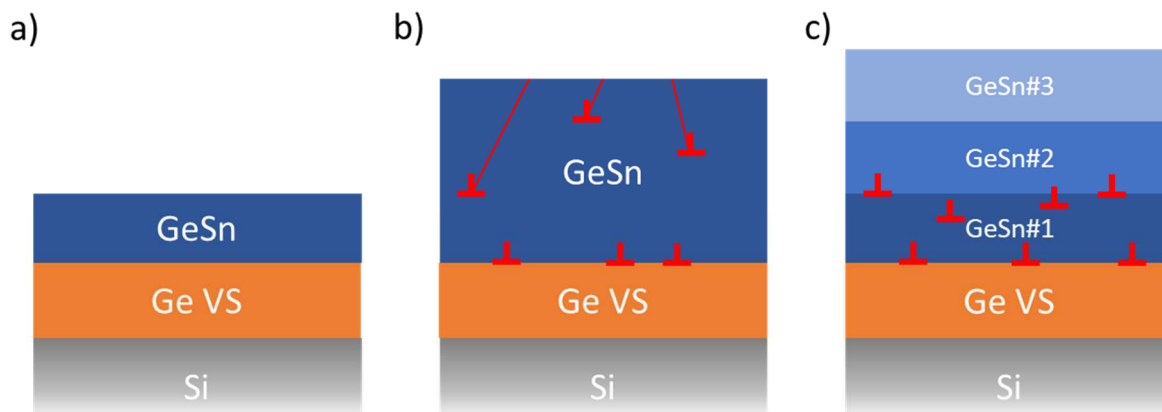 a)
GeSn
Ge VS
Si
b)
GeSn
Ge VS
Si
c)
GeSn#3
GeSn#2
GeSn#1
Ge VS
Si